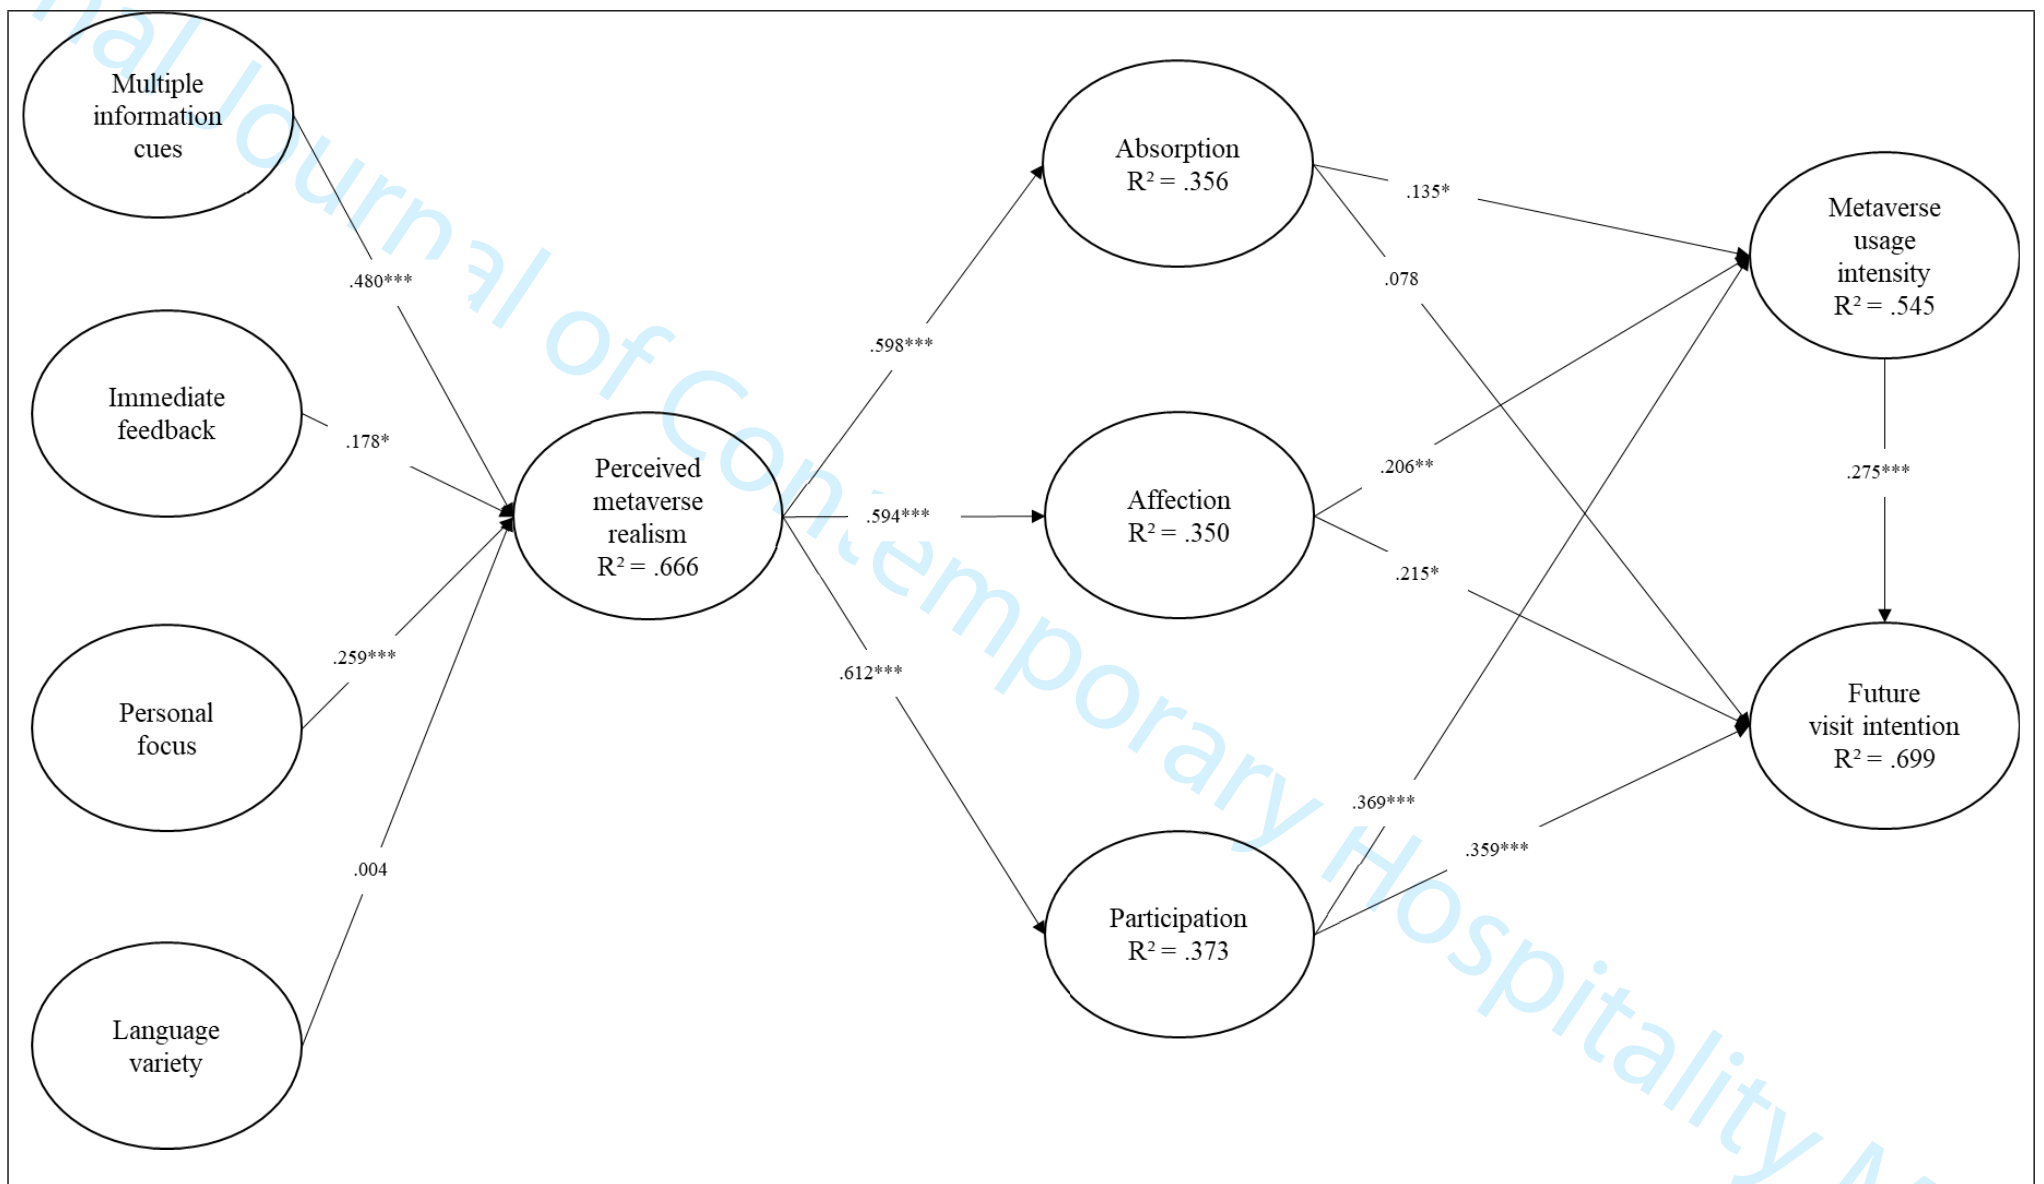 Multiple
information
cues
Immediate
feedback
Personal
focus
Language
variety
.480***
.178*
.259***
.004
Perceived
metaverse
realism
R² = .666
.598***
.594***
.612***
Absorption
R² = .356
Affection
R² = .350
Participation
R² = .373
.135*
.078
.206**
.215*
.369***
.359***
Metaverse
usage
intensity
R² = .545
.275***
Future
visit intention
R² = .699
nal Journal of Contemporary Hospitality M